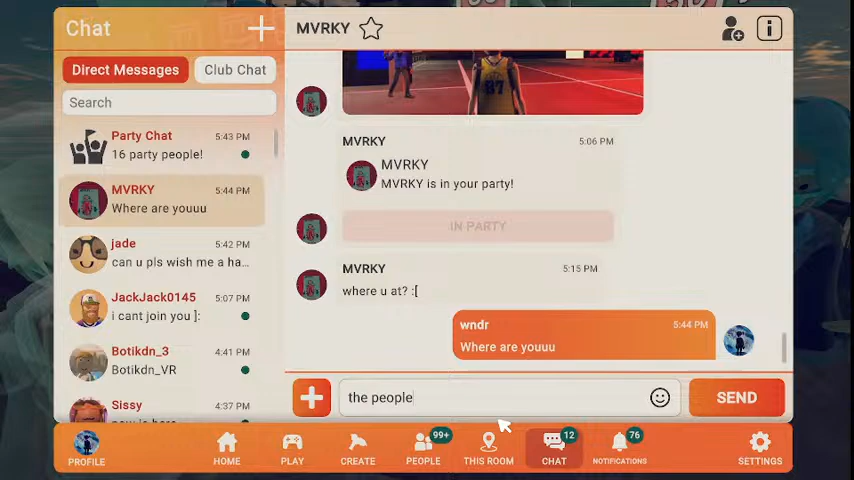 Chat
MVRKY
Direct Messages
Club Chat
Search
Party Chat 5:43 PM
16 party people!
MVRKY 5:44 PM
Where are youuu
jade 5:42 PM
can u pls wish me a ha...
JackJack0145 5:07 PM
i cant join you ]:
Botikdn_3 4:41 PM
Botikdn_VR
Sissy 4:37 PM
87
MVRKY 5:06 PM
MVRKY
MVRKY is in your party!
IN PARTY
MVRKY 5:15 PM
where u at? :[
wndr 5:44 PM
Where are youuu
the people
SEND
PROFILE
HOME
PLAY
CREATE
99+
PEOPLE
THIS ROOM
12
CHAT
76
NOTIFICATIONS
SETTINGS